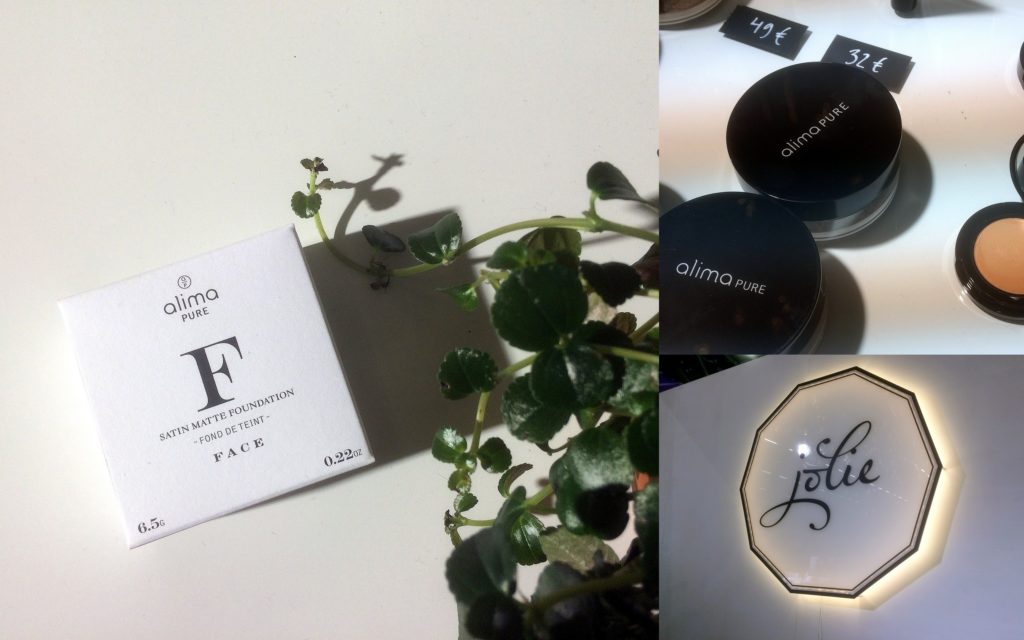 alima
PURE
F
SATIN MATTE FOUNDATION
-FOND DE TEINT-
FACE
0.22OZ
6.5G
49€
32€
alima PURE
alima PURE
jolie